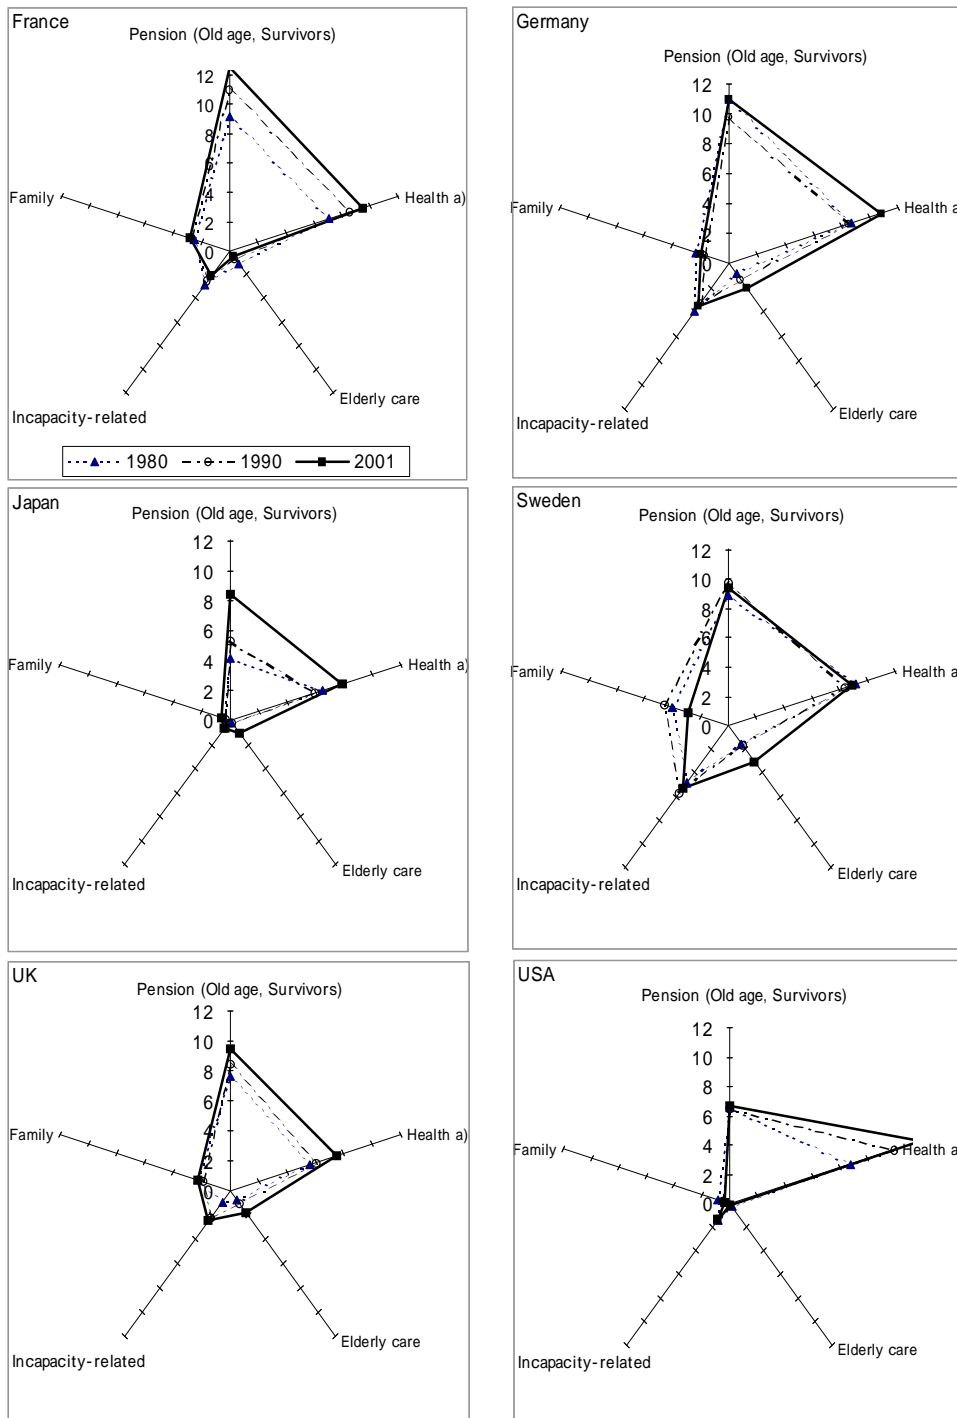 France
Pension (Old age, Survivors)
12
10
8
6
4
2
0
Family
Health a)
Incapacity-related
Elderly care
1980
1990
2001
Germany
Pension (Old age, Survivors)
12
10
8
6
4
2
0
Family
Health a
Incapacity-related
Elderly care
Japan
Pension (Old age, Survivors)
12
10
8
6
4
2
0
Family
Health a)
Incapacity-related
Elderly care
Sweden
Pension (Old age, Survivors)
12
10
8
6
4
2
0
Family
Health a
Incapacity-related
Elderly care
UK
Pension (Old age, Survivors)
12
10
8
6
4
2
0
Family
Health a)
Incapacity-related
Elderly care
USA
Pension (Old age, Survivors)
12
10
8
6
4
2
0
Family
Health a
Incapacity-related
Elderly care